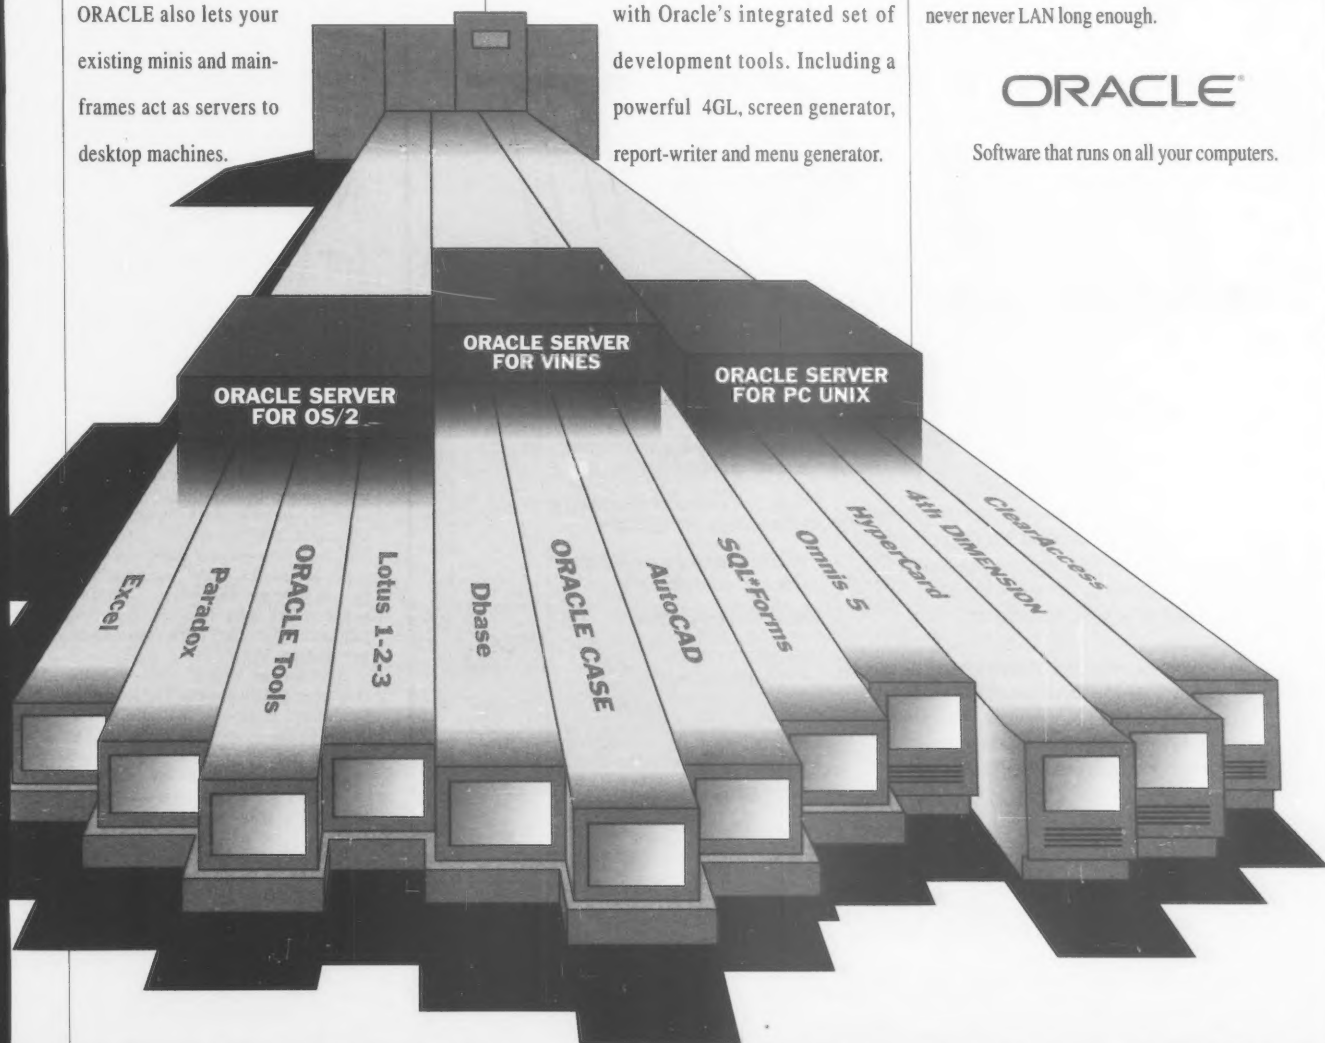 ORACLE also lets your
existing minis and main-
frames act as servers to
desktop machines.
with Oracle's integrated set of
development tools. Including a
powerful 4GL, screen generator,
report-writer and menu generator.
never never LAN long enough.
ORACLE®
Software that runs on all your computers.
ORACLE SERVER
FOR OS/2
ORACLE SERVER
FOR VINES
ORACLE SERVER
FOR PC UNIX
Excel
Paradox
ORACLE Tools
Lotus 1-2-3
Dbase
ORACLE CASE
AutoCAD
SQL*Forms
Omnis 5
HyperCard
4th DIMENSION
ClearAccess